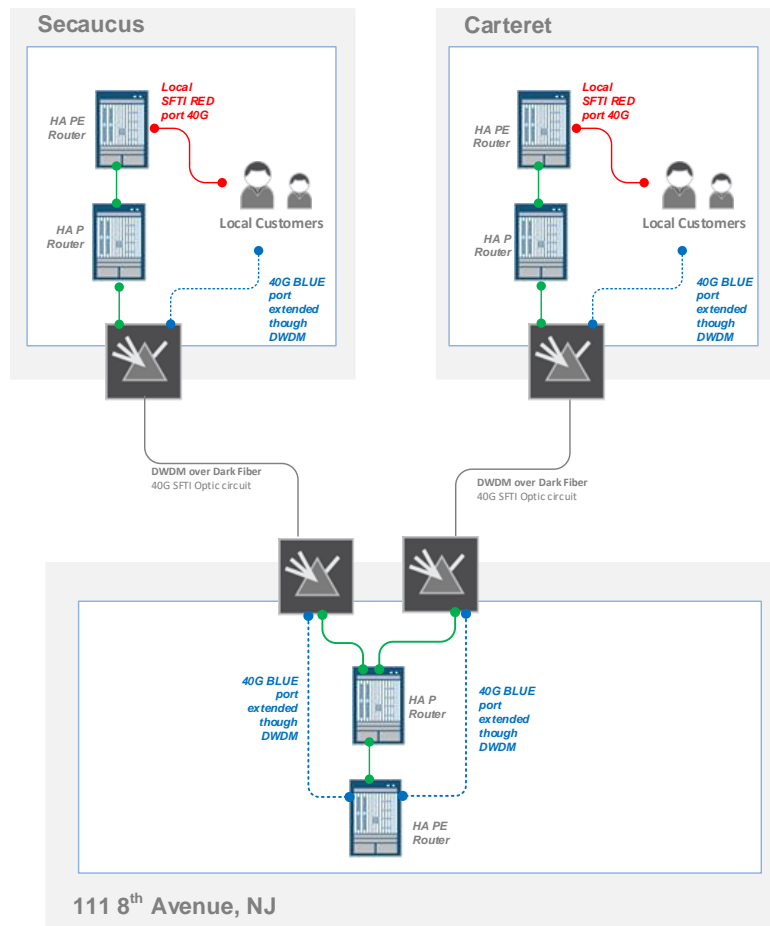 Secaucus
Local
SFTI RED
port 40G
HA PE
Router
HA P
Router
Local Customers
40G BLUE
port
extended
though
DWDM
Carteret
Local
SFTI RED
port 40G
HA PE
Router
HA P
Router
Local Customers
40G BLUE
port
extended
though
DWDM
DWDM over Dark Fiber
40G SFTI Optic circuit
DWDM over Dark Fiber
40G SFTI Optic circuit
40G BLUE
port
extended
though
DWDM
HA P
Router
40G BLUE
port
extended
though
DWDM
HA PE
Router
111 8th Avenue, NJ